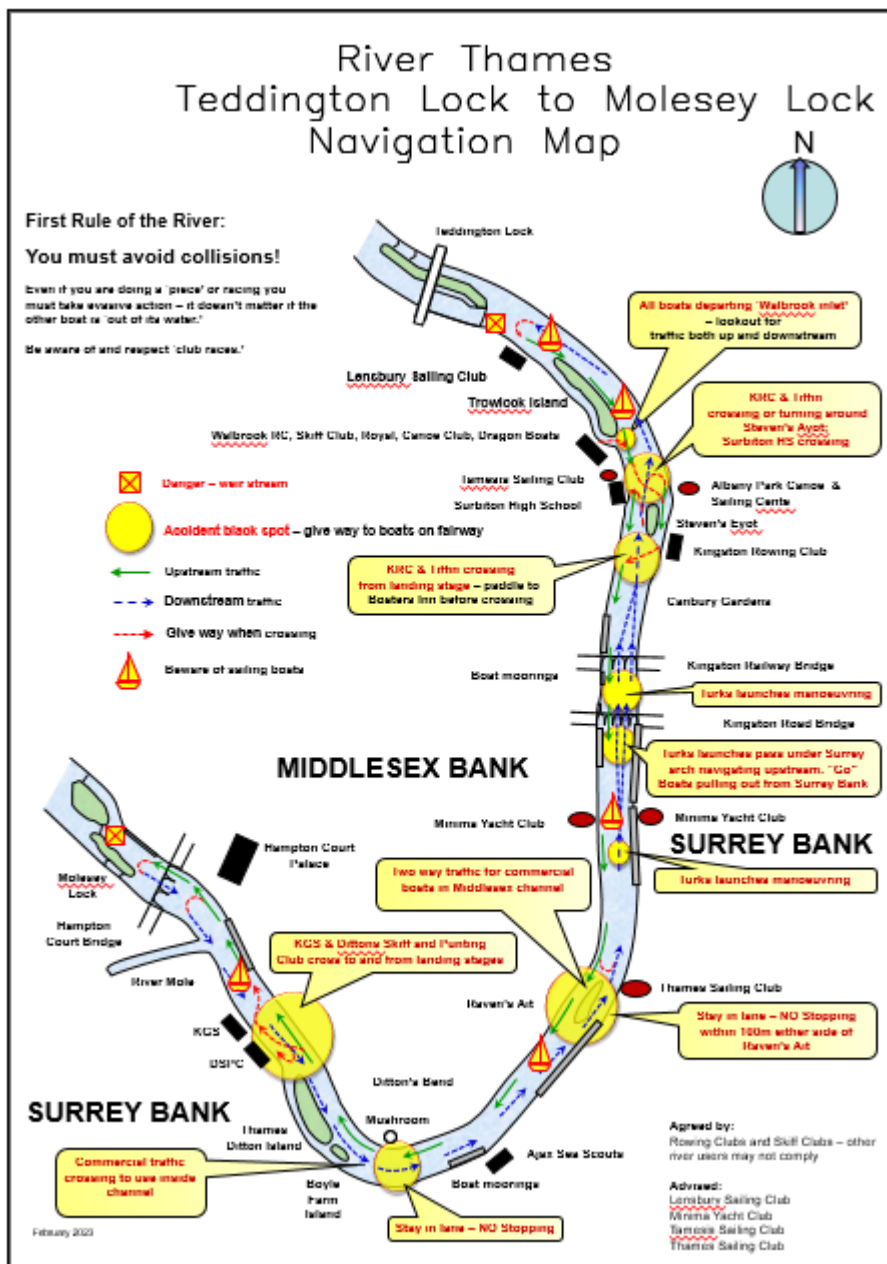 River Thames
Teddington Lock to Molesey Lock
Navigation Map
N
First Rule of the River:
You must avoid collisions!
Even if you are doing a 'piece' or racing you
must take evasive action – it doesn't matter if the
other boat is 'out of its water.'
Be aware of and respect 'club races.'
Teddington Lock
All boats departing 'Walbrook inlet'
– lookout for
traffic both up and downstream
Lensbury Sailing Club
Trowlock Island
KRC & Tiffin
crossing or turning around
Steven's Ayot;
Surbiton HS crossing
Walbrook RC, Skiff Club, Royal, Canoe Club, Dragon Boats
Tamesis Sailing Club
Surbiton High School
Albany Park Canoe &
Sailing Centa
Steven's Eyot
Kingston Rowing Club
Danger – weir stream
Accident black spot – give way to boats on fairway
Upstream traffic
Downstream traffic
Give way when crossing
Beware of sailing boats
KRC & Tiffin crossing
from landing stage – paddle to
Boaters Inn before crossing
Canbury Gardens
Boat moorings
Kingston Railway Bridge
Turks launches manoeuvring
Kingston Road Bridge
Turks launches pass under Surrey
arch navigating upstream. "Go"
Boats pulling out from Surrey Bank
MIDDLESEX BANK
Minima Yacht Club
Minima Yacht Club
SURREY BANK
Turks launches manoeuvring
Hampton Court
Palace
Two way traffic for commercial
boats in Middlesex channel
Molesey
Lock
Hampton
Court Bridge
River Mole
KGS & Dittons Skiff and Punting
Club cross to and from landing stages
Raven's Ait
Thames Sailing Club
Stay in lane – NO Stopping
within 100m either side of
Raven's Ait
KGS
DSPC
Ditton's Bend
SURREY BANK
Thames
Ditton Island
Mushroom
Commercial traffic
crossing to use inside
channel
Boyle
Farm
Island
Boat moorings
Ajax Sea Scouts
Stay in lane – NO Stopping
Agreed by:
Rowing Clubs and Skiff Clubs – other
river users may not comply
Advised:
Lensbury Sailing Club
Minima Yacht Club
Tamesis Sailing Club
Thames Sailing Club
February 2023